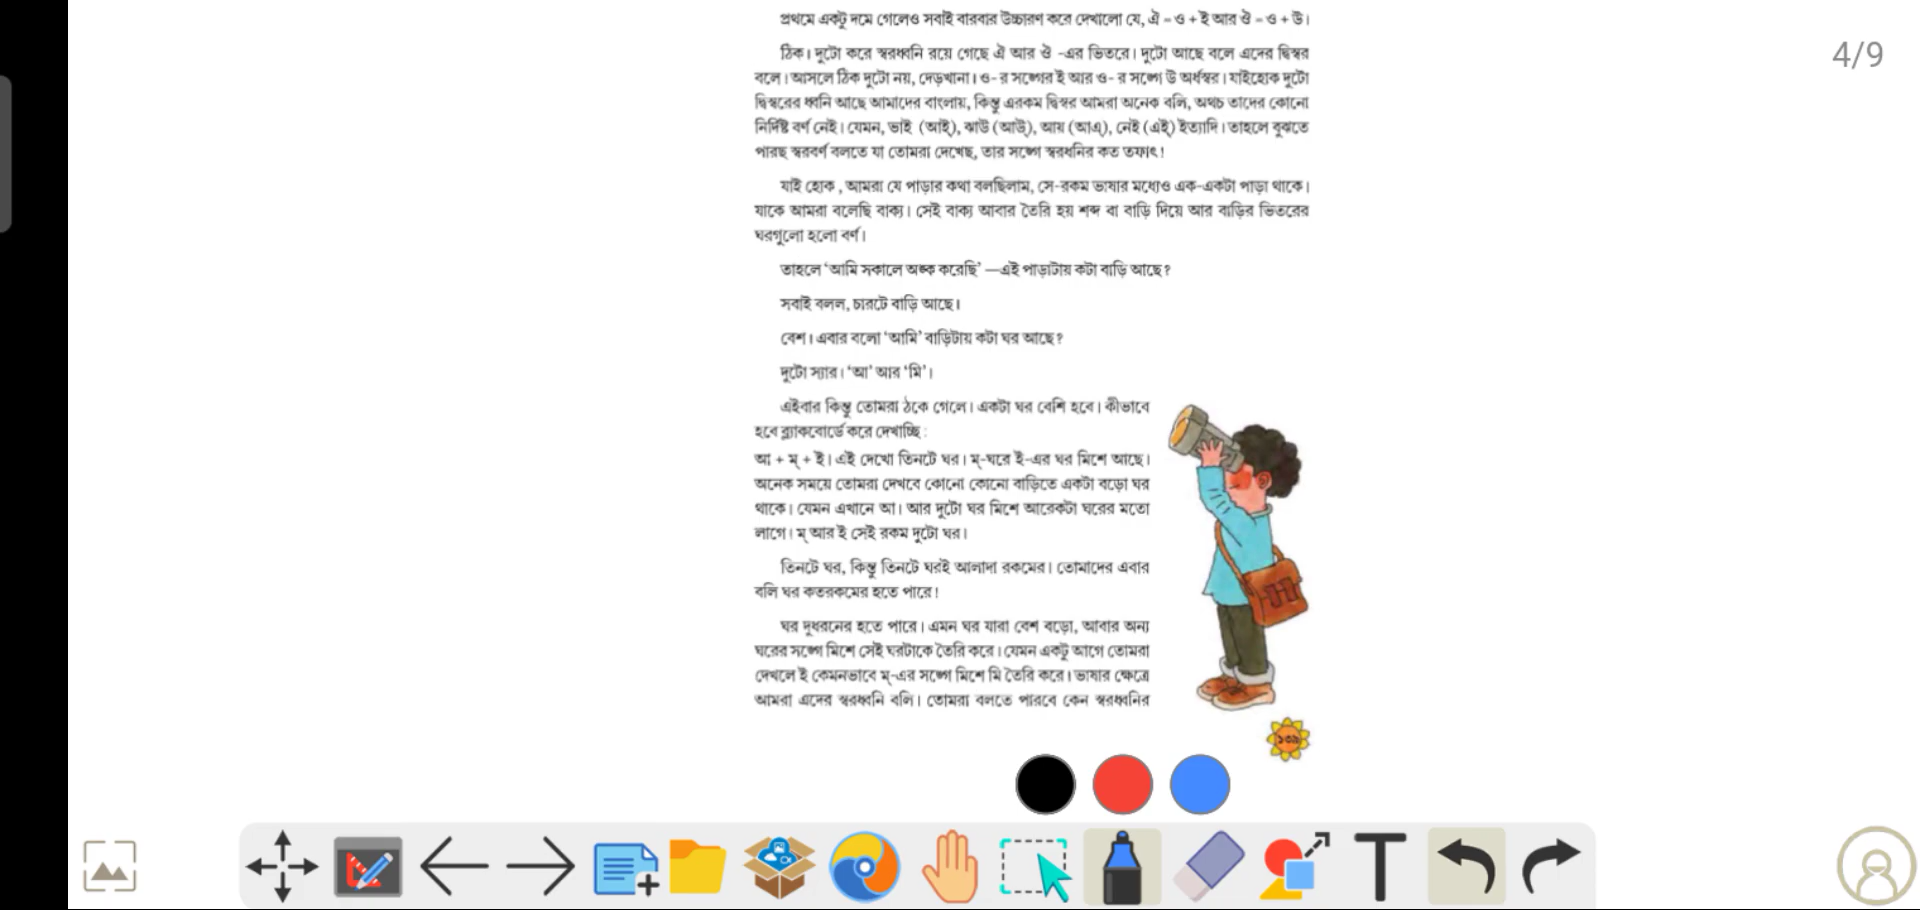 প্রথমে একটু দমে গেলেও সবাই বারবার উচ্চারণ করে দেখালো যে, ঐ = ও + ই আর ঔ = ও + উ।
4/9
ঠিক। দুটো করে স্বরধ্বনি রয়ে গেছে ঐ আর ঔ -এর ভিতরে। দুটো আছে বলে এদের দ্বিস্বর
বলে। আসলে ঠিক দুটো নয়, দেড়খানা। ও- র সঙ্গের ই আর ও- র সঙ্গে উ অর্ধস্বর। যাইহোক দুটো
দ্বিস্বরের ধ্বনি আছে আমাদের বাংলায়, কিন্তু এরকম দ্বিস্বর আমরা অনেক বলি, অথচ তাদের কোনো
নির্দিষ্ট বর্ণ নেই। যেমন, ভাই (আই্), ঝাউ (আউ্), আয় (আএ্), নেই (এই্) ইত্যাদি। তাহলে বুঝতে
পারছ স্বরবর্ণ বলতে যা তোমরা দেখেছ, তার সঙ্গে স্বরধনির কত তফাৎ!
যাই হোক , আমরা যে পাড়ার কথা বলছিলাম, সে-রকম ভাষার মধ্যেও এক-একটা পাড়া থাকে।
যাকে আমরা বলেছি বাক্য। সেই বাক্য আবার তৈরি হয় শব্দ বা বাড়ি দিয়ে আর বাড়ির ভিতরের
ঘরগুলো হলো বর্ণ।
তাহলে ‘আমি সকালে অঙ্ক করেছি’ —এই পাড়াটায় কটা বাড়ি আছে?
সবাই বলল, চারটে বাড়ি আছে।
বেশ। এবার বলো ‘আমি’ বাড়িটায় কটা ঘর আছে?
দুটো স্যার। ‘আ’ আর ‘মি’।
এইবার কিন্তু তোমরা ঠকে গেলে। একটা ঘর বেশি হবে। কীভাবে
হবে ব্ল্যাকবোর্ডে করে দেখাচ্ছি :
আ + ম্ + ই। এই দেখো তিনটে ঘর। ম্-ঘরে ই-এর ঘর মিশে আছে।
অনেক সময়ে তোমরা দেখবে কোনো কোনো বাড়িতে একটা বড়ো ঘর
থাকে। যেমন এখানে আ। আর দুটো ঘর মিশে আরেকটা ঘরের মতো
লাগে। ম্ আর ই সেই রকম দুটো ঘর।
তিনটে ঘর, কিন্তু তিনটে ঘরই আলাদা রকমের। তোমাদের এবার
বলি ঘর কতরকমের হতে পারে!
ঘর দুধরনের হতে পারে। এমন ঘর যারা বেশ বড়ো, আবার অন্য
ঘরের সঙ্গে মিশে সেই ঘরটাকে তৈরি করে। যেমন একটু আগে তোমরা
দেখলে ই কেমনভাবে ম্-এর সঙ্গে মিশে মি তৈরি করে। ভাষার ক্ষেত্রে
আমরা এদের স্বরধ্বনি বলি। তোমরা বলতে পারবে কেন স্বরধ্বনির
১৩৯